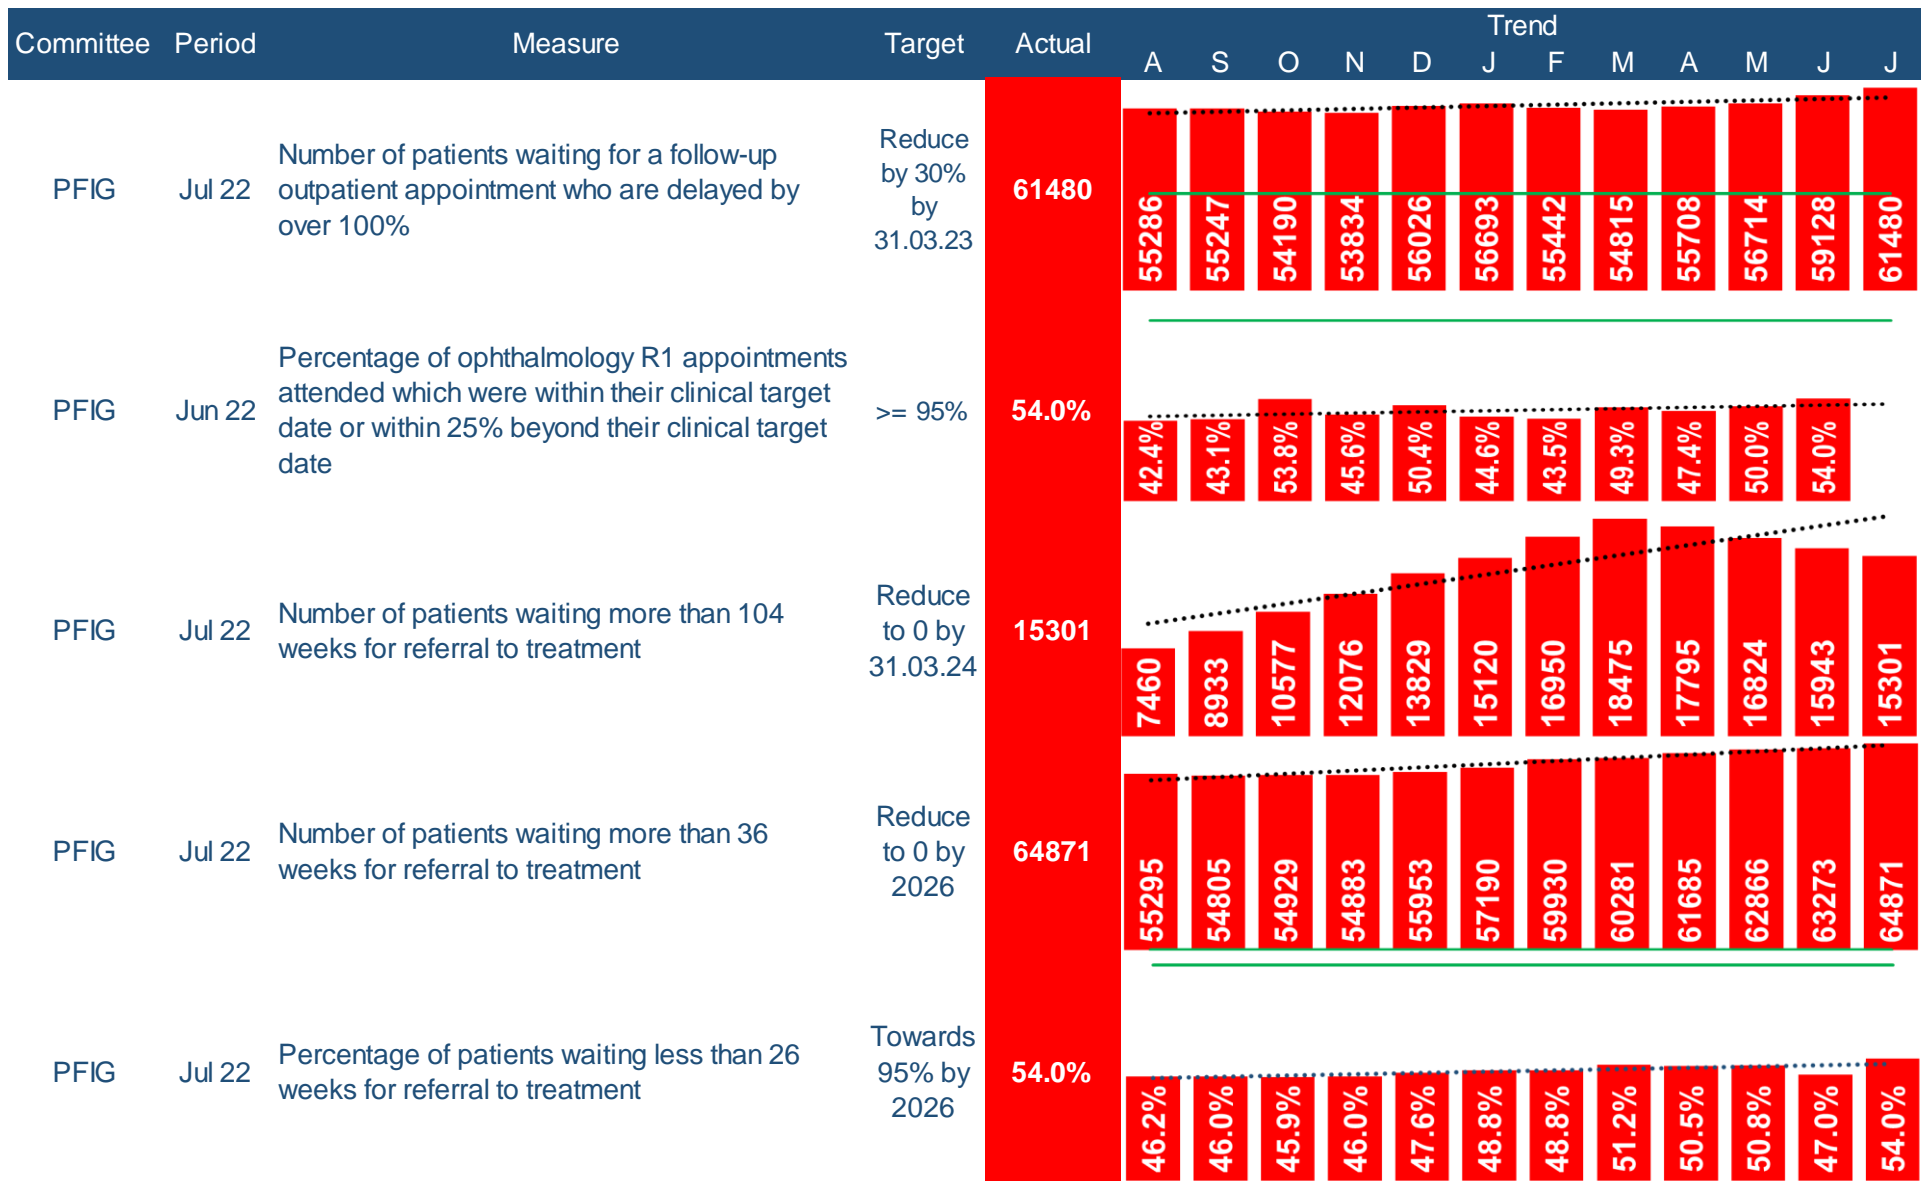 Committee Period Measure Target Actual Trend
A S O N D J F M A M J J
PFIG Jul 22
Number of patients waiting for a follow-up
outpatient appointment who are delayed by
over 100%
Reduce
by 30%
by
31.03.23
61480
55286 55247 54190 53834 56026 56693 55442 54815 55708 56714 59128 61480
PFIG Jun 22
Percentage of ophthalmology R1 appointments
attended which were within their clinical target
date or within 25% beyond their clinical target
date
>= 95%
54.0%
42.4% 43.1% 53.8% 45.6% 50.4% 44.6% 43.5% 49.3% 47.4% 50.0% 54.0%
PFIG Jul 22
Number of patients waiting more than 104
weeks for referral to treatment
Reduce
to 0 by
31.03.24
15301
7460 8933 10577 12076 13829 15120 16950 18475 17795 16824 15943 15301
PFIG Jul 22
Number of patients waiting more than 36
weeks for referral to treatment
Reduce
to 0 by
2026
64871
55295 54805 54929 54883 55953 57190 59930 60281 61685 62866 63273 64871
PFIG Jul 22
Percentage of patients waiting less than 26
weeks for referral to treatment
Towards
95% by
2026
54.0%
46.2% 46.0% 45.9% 46.0% 47.6% 48.8% 48.8% 51.2% 50.5% 50.8% 47.0% 54.0%